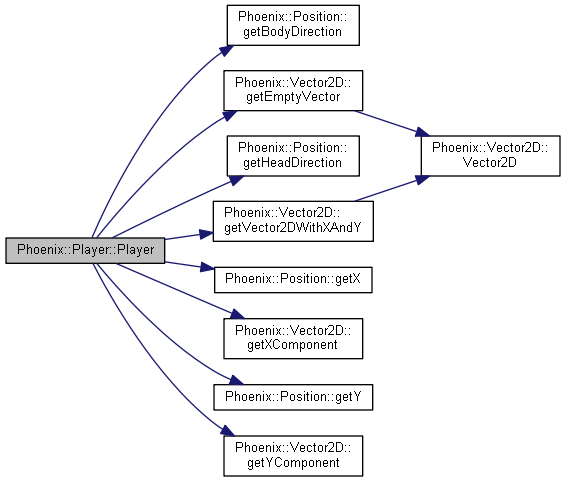 Phoenix::Position::
getBodyDirection
Phoenix::Vector2D::
getEmptyVector
Phoenix::Position::
getHeadDirection
Phoenix::Vector2D::
Vector2D
Phoenix::Vector2D::
getVector2DWithXAndY
Phoenix::Player::Player
Phoenix::Position::getX
Phoenix::Vector2D::
getXComponent
Phoenix::Position::getY
Phoenix::Vector2D::
getYComponent